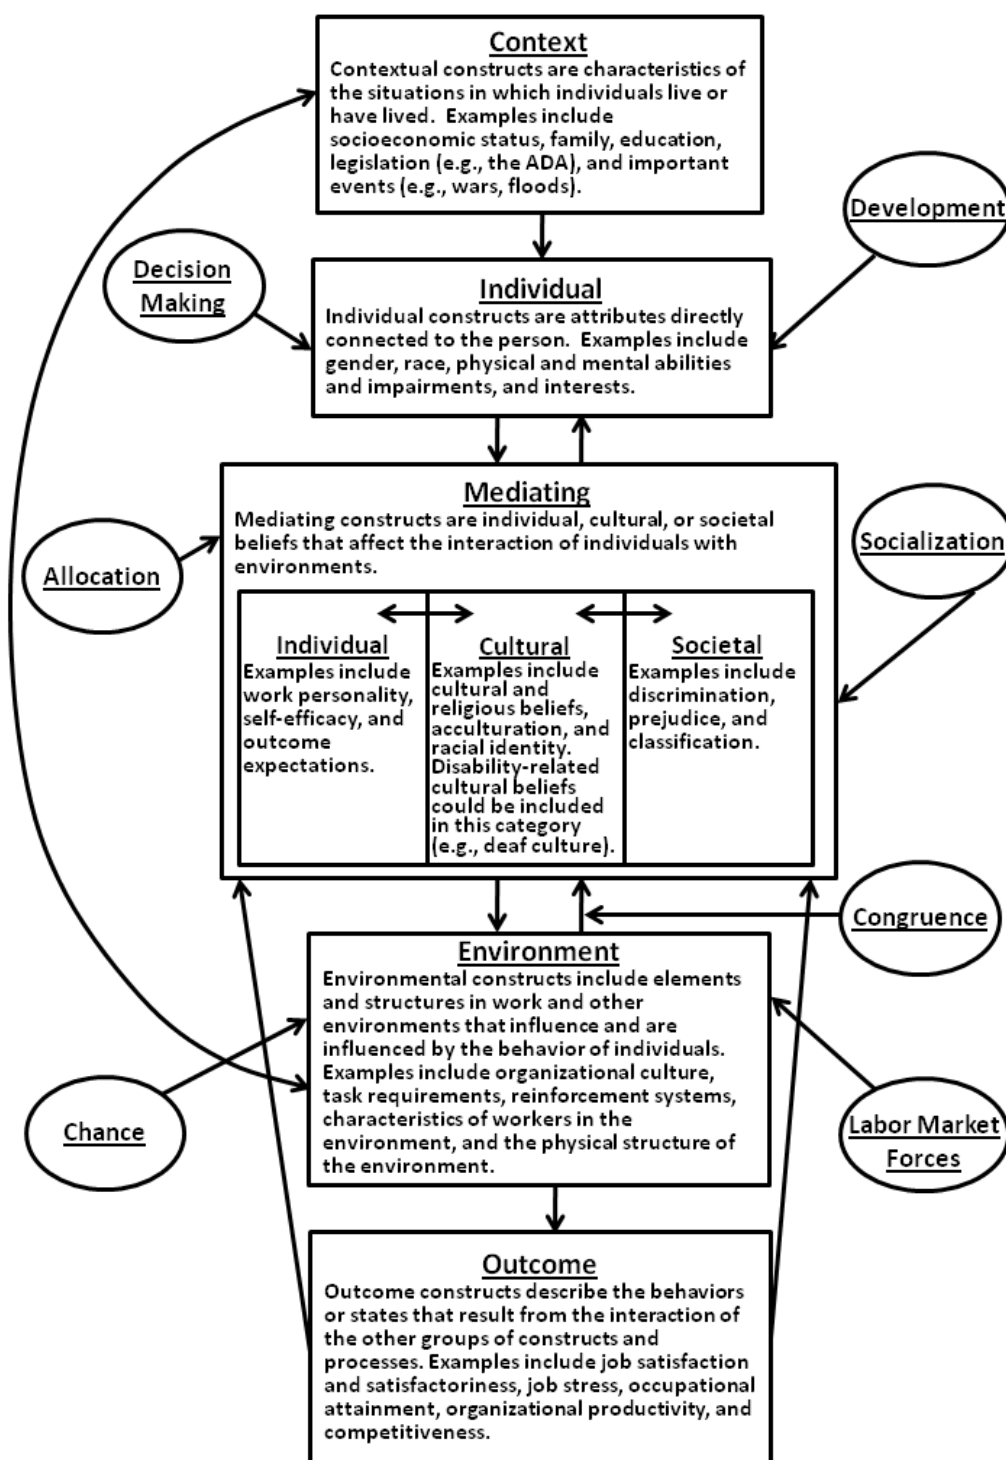 Context
Contextual constructs are characteristics of
the situations in which individuals live or
have lived. Examples include
socioeconomic status, family, education,
legislation (e.g., the ADA), and important
events (e.g., wars, floods).
Development
Decision
Making
Individual
Individual constructs are attributes directly
connected to the person. Examples include
gender, race, physical and mental abilities
and impairments, and interests.
Mediating
Mediating constructs are individual, cultural, or societal
beliefs that affect the interaction of individuals with
environments.
Allocation
Socialization
Individual
Examples include
work personality,
self-efficacy, and
outcome
expectations.
Cultural
Examples include
cultural and
religious beliefs,
acculturation, and
racial identity.
Disability-related
cultural beliefs
could be included
in this category
(e.g., deaf culture).
Societal
Examples include
discrimination,
prejudice, and
classification.
Congruence
Environment
Environmental constructs include elements
and structures in work and other
environments that influence and are
influenced by the behavior of individuals.
Examples include organizational culture,
task requirements, reinforcement systems,
characteristics of workers in the
environment, and the physical structure of
the environment.
Chance
Labor Market
Forces
Outcome
Outcome constructs describe the behaviors
or states that result from the interaction of
the other groups of constructs and
processes. Examples include job satisfaction
and satisfactoriness, job stress, occupational
attainment, organizational productivity, and
competitiveness.